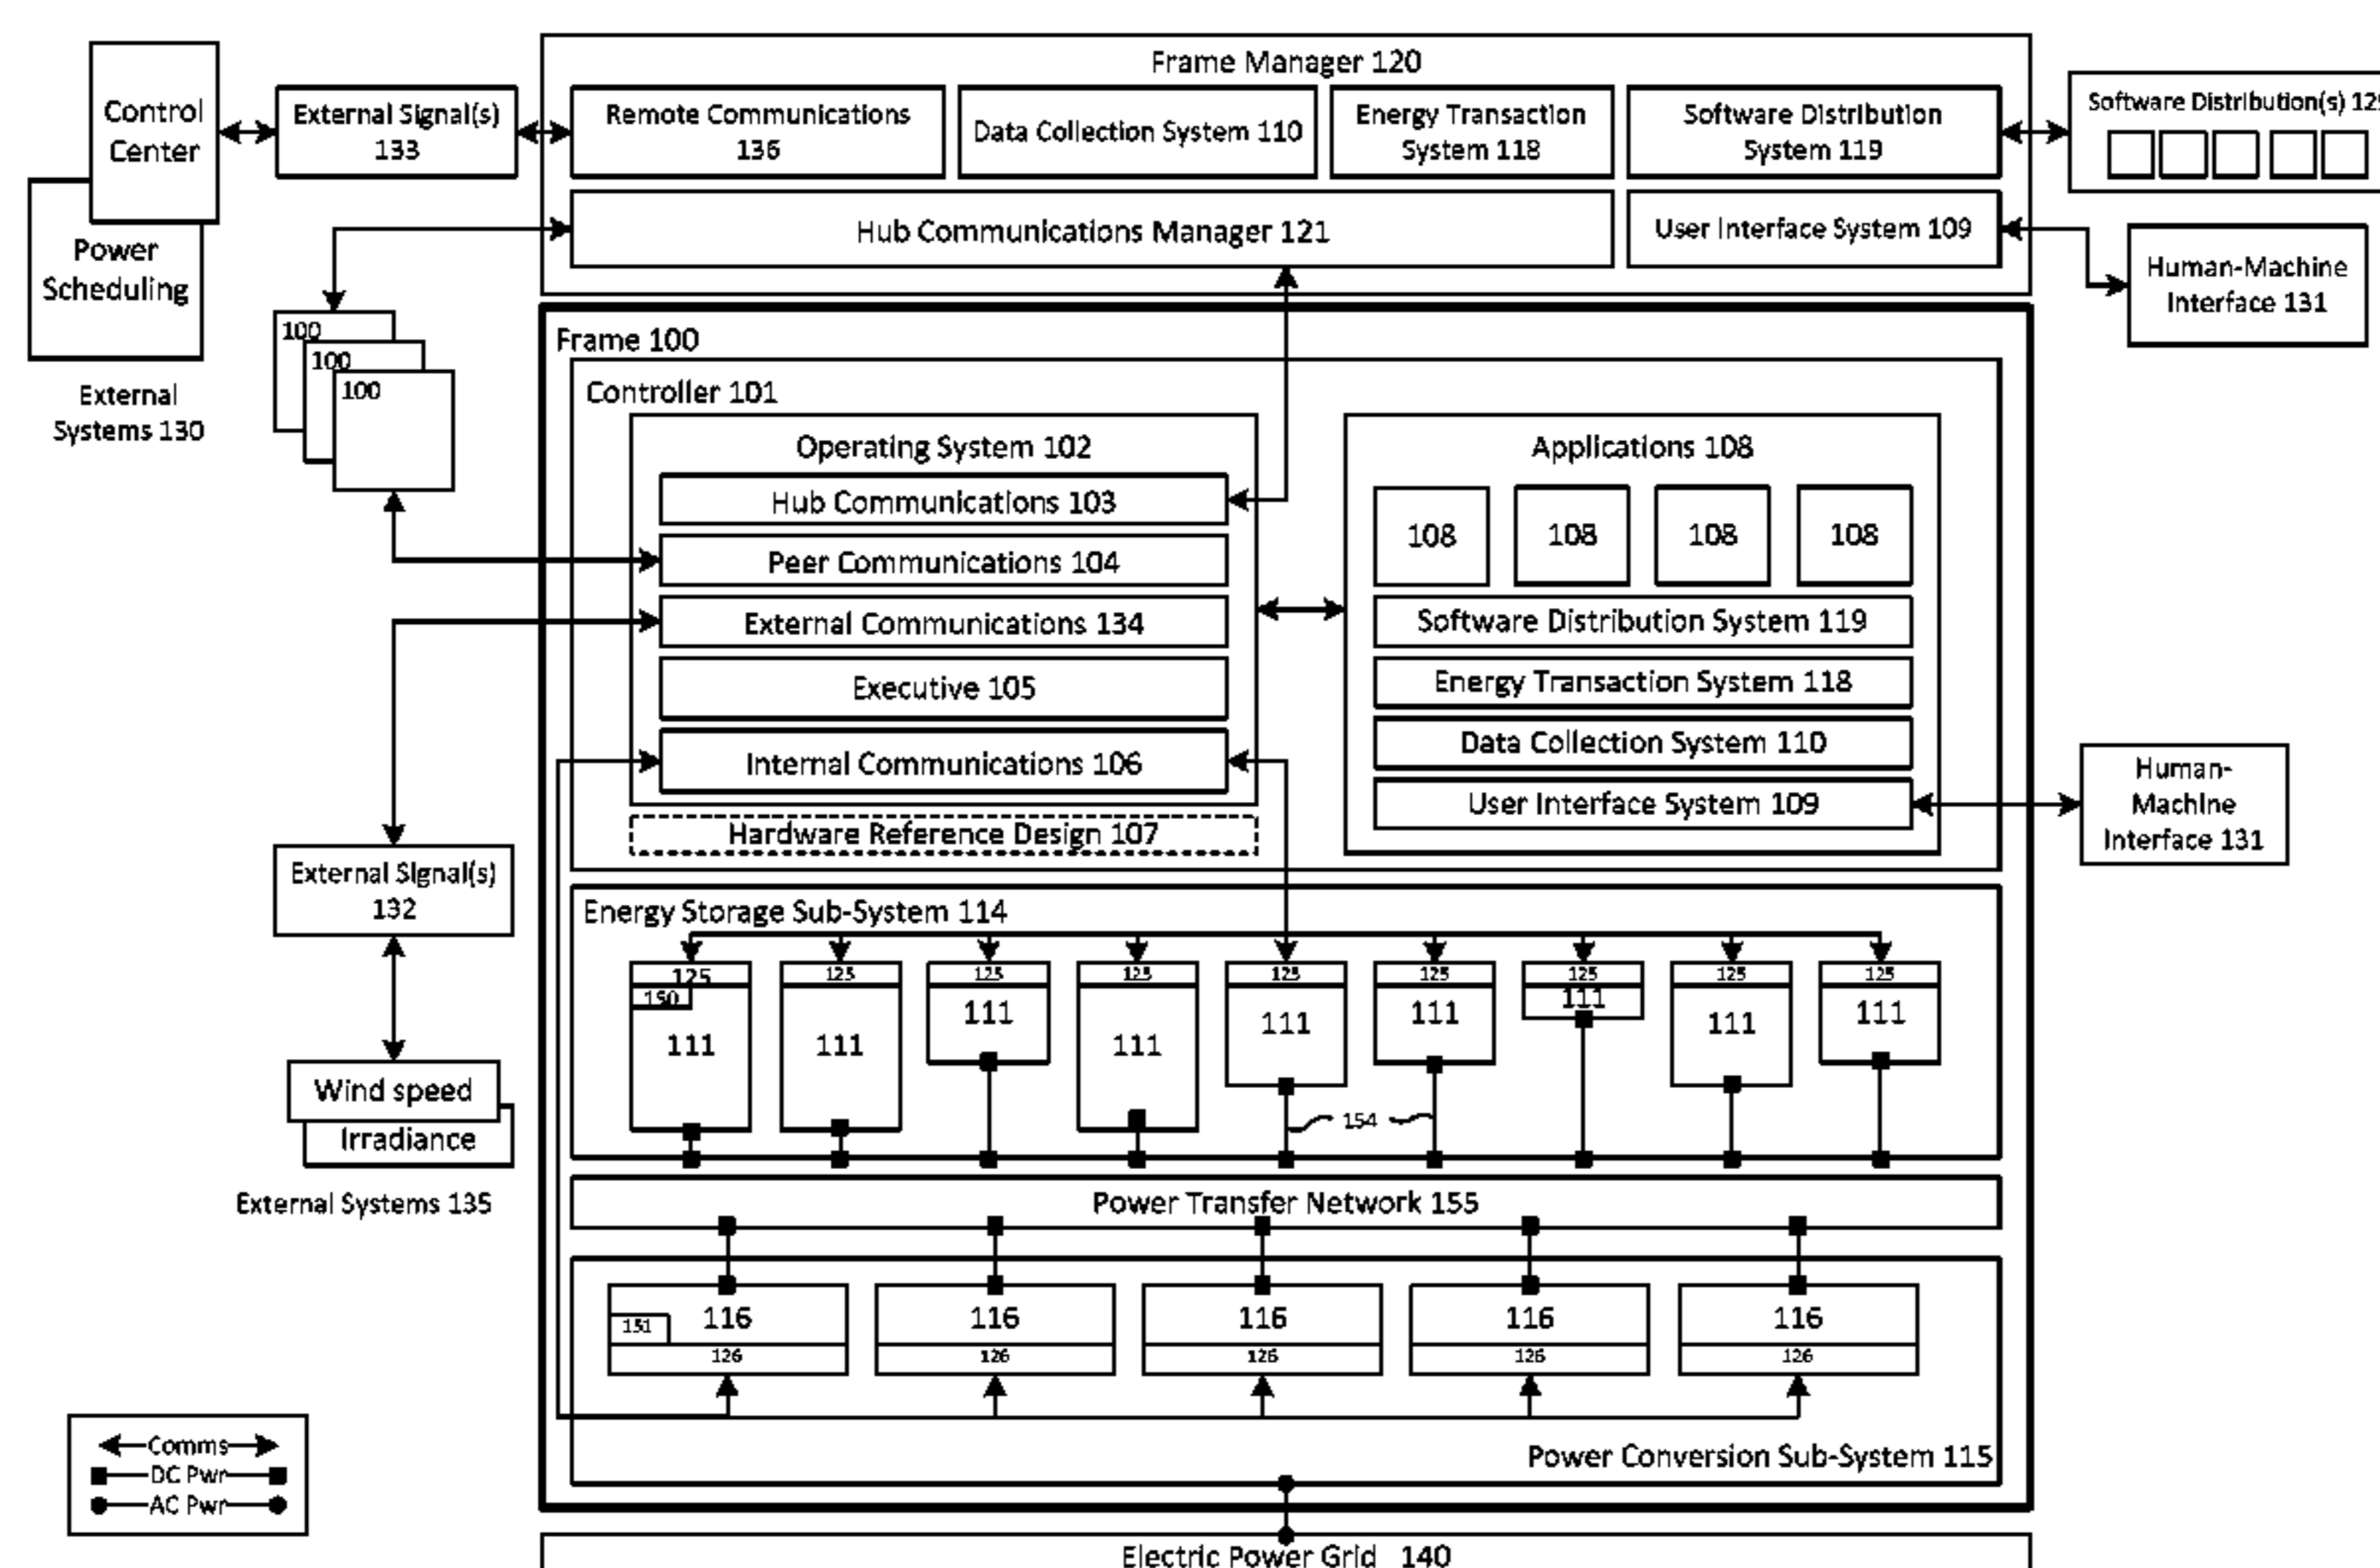 Frame Manager 120
Control
Center
External Signal(s)
133
Remote Communications
136
Data Collection System 110
Energy Transaction
System 118
Software Distribution
System 119
Software Distribution(s)
Power
Scheduling
Hub Communications Manager 121
User Interface System 109
Human-Machine
Interface 131
External
Systems 130
100
100
100
Frame 100
Controller 101
Operating System 102
Hub Communications 103
Peer Communications 104
External Communications 134
Executive 105
Internal Communications 106
Hardware Reference Design 107
Applications 108
108 108 108 108
Software Distribution System 119
Energy Transaction System 118
Data Collection System 110
User Interface System 109
Human-
Machine
Interface 131
External Signal(s)
132
Wind speed
Irradiance
External Systems 135
Energy Storage Sub-System 114
125 125 125 125 125 125 125 125 125
150
111 111 111 111 111 111 111 111 111
154
Power Transfer Network 155
116 116 116 116 116
151
126 126 126 126 126
Power Conversion Sub-System 115
Comms
DC Pwr
AC Pwr
Electric Power Grid 140